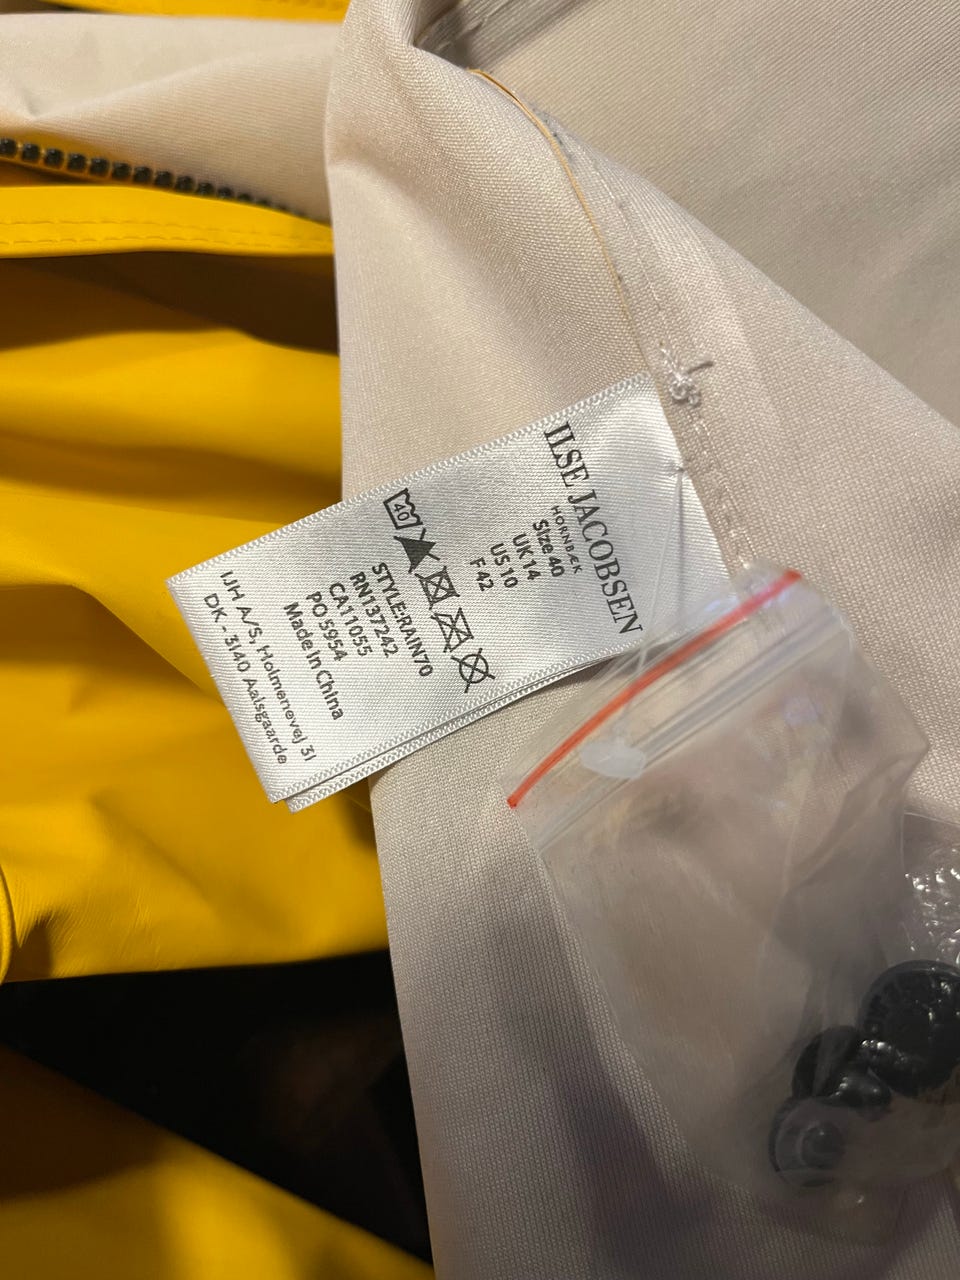 ILSE JACOBSEN
HORNBÆK
Size 40
UK 14
US 10
F 42
40
STYLE:RAIN70
RN137242
CA11055
PO 5954
Made In China
IJH A/S, Holmenevej 31
DK - 3140 Aalsgaarde